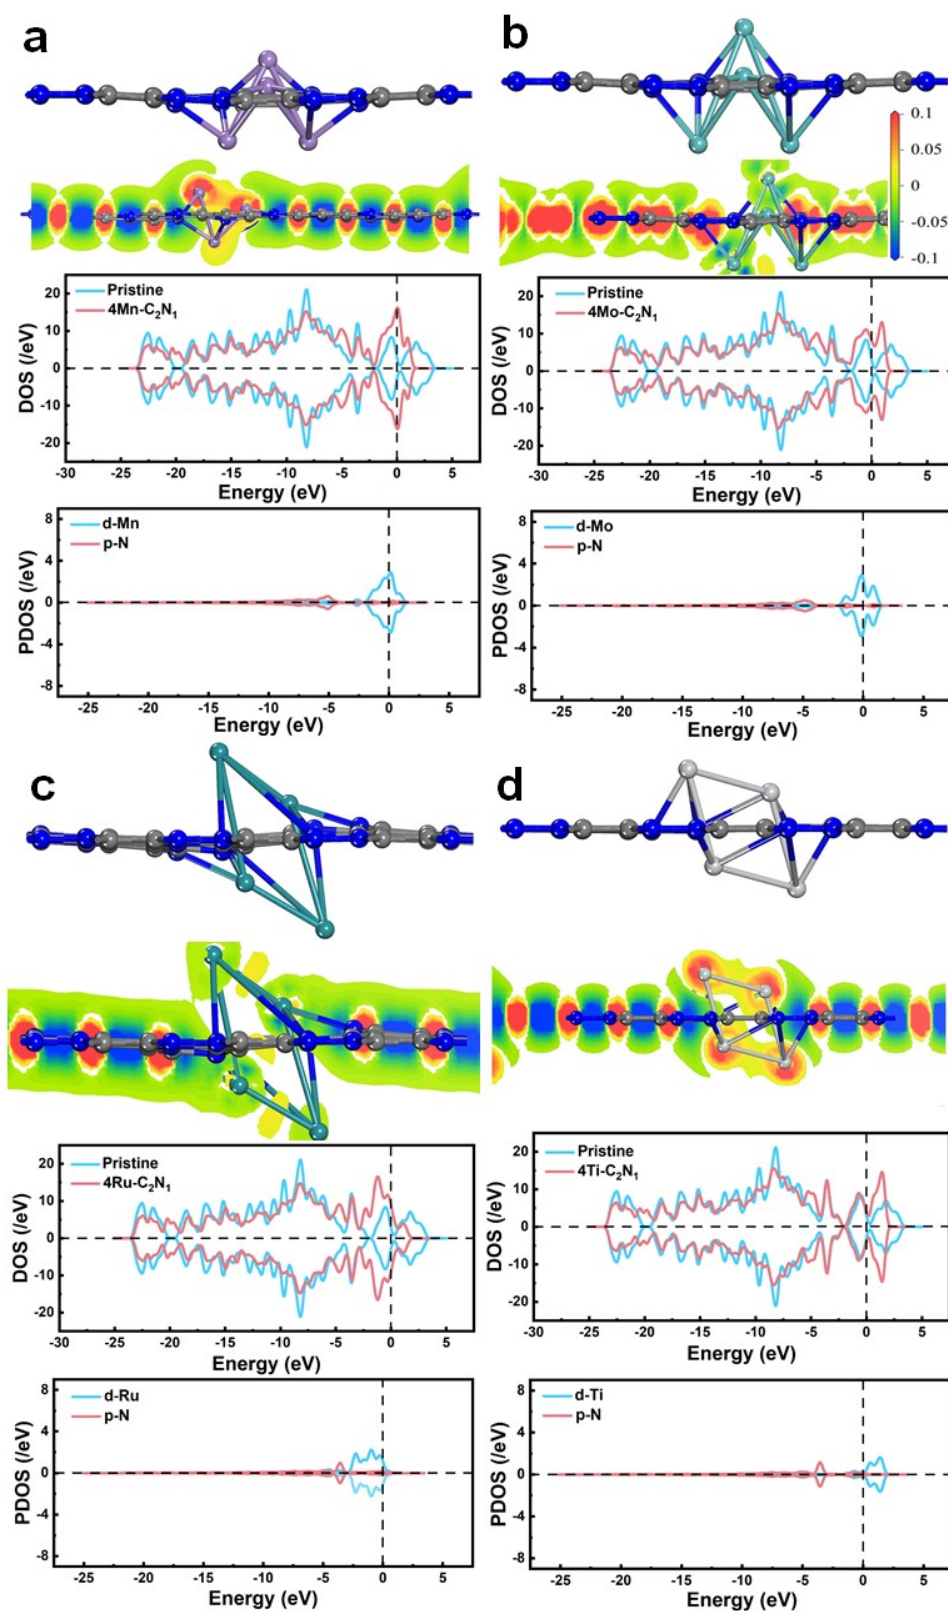 a
b
0.1
0.05
0
-0.05
-0.1
Pristine
4Mn-C₂N₁
DOS (/eV)
20
10
0
10
20
-30 -25 -20 -15 -10 -5 0 5
Energy (eV)
Pristine
4Mo-C₂N₁
DOS (/eV)
20
10
0
-10
-20
-30 -25 -20 -15 -10 -5 0 5
Energy (eV)
d-Mn
p-N
PDOS (/eV)
8
4
0
-4
-8
-25 -20 -15 -10 -5 0 5
Energy (eV)
d-Mo
p-N
PDOS (/eV)
8
4
0
-4
-8
-25 -20 -15 -10 -5 0 5
Energy (eV)
c
d
Pristine
4Ru-C₂N₁
DOS (/eV)
20
10
0
-10
-20
-30 -25 -20 -15 -10 -5 0 5
Energy (eV)
Pristine
4Ti-C₂N₁
DOS (/eV)
20
10
0
-10
-20
-30 -25 -20 -15 -10 -5 0 5
Energy (eV)
d-Ru
p-N
PDOS (/eV)
8
4
0
-4
-8
-25 -20 -15 -10 -5 0 5
Energy (eV)
d-Ti
p-N
PDOS (/eV)
8
4
0
-4
-8
-25 -20 -15 -10 -5 0 5
Energy (eV)